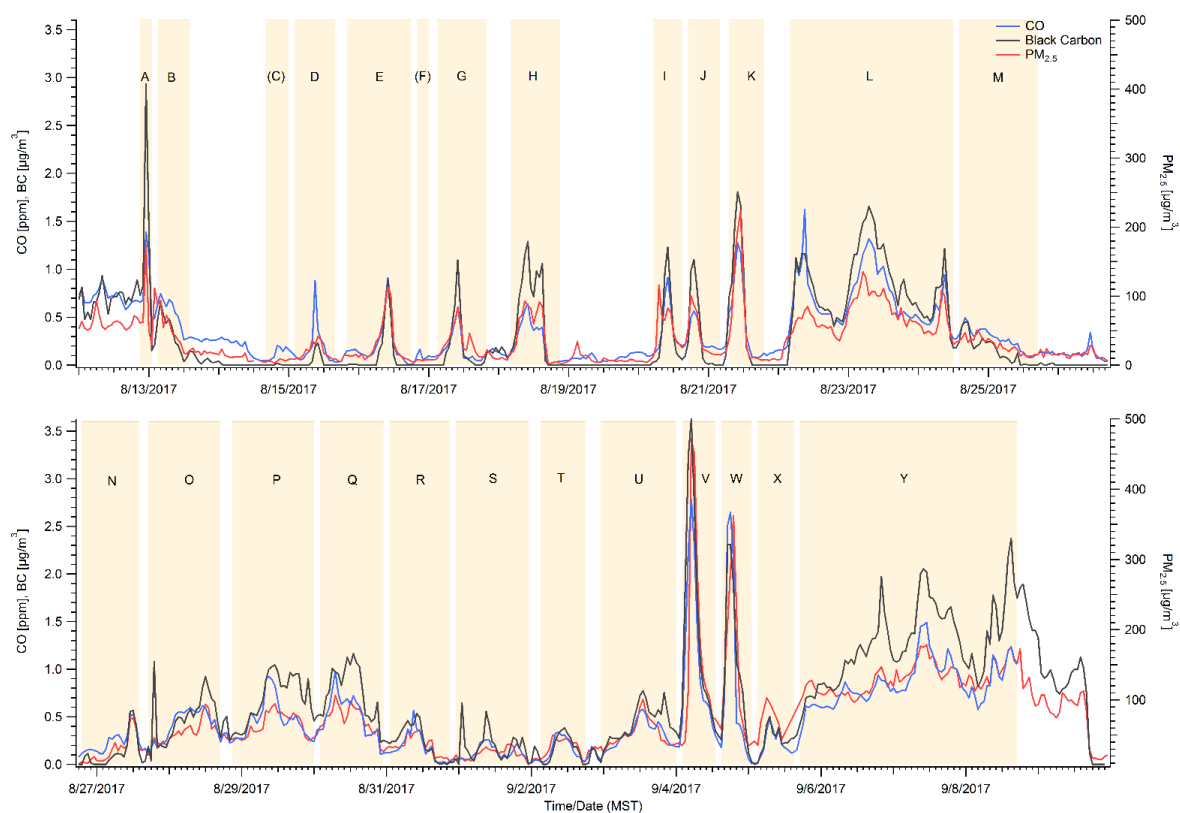 CO
Black Carbon
PM2.5
3.5
3.0
2.5
2.0
1.5
1.0
0.5
0.0
CO [ppm], BC [µg/m³]
500
400
300
200
100
0
PM2.5 [µg/m³]
A B (C) D E (F) G H I J K L M
8/13/2017 8/15/2017 8/17/2017 8/19/2017 8/21/2017 8/23/2017 8/25/2017
3.5
3.0
2.5
2.0
1.5
1.0
0.5
0.0
CO [ppm], BC [µg/m³]
500
400
300
200
100
PM2.5 [µg/m³]
N O P Q R S T U V W X Y
8/27/2017 8/29/2017 8/31/2017 9/2/2017 9/4/2017 9/6/2017 9/8/2017
Time/Date (MST)